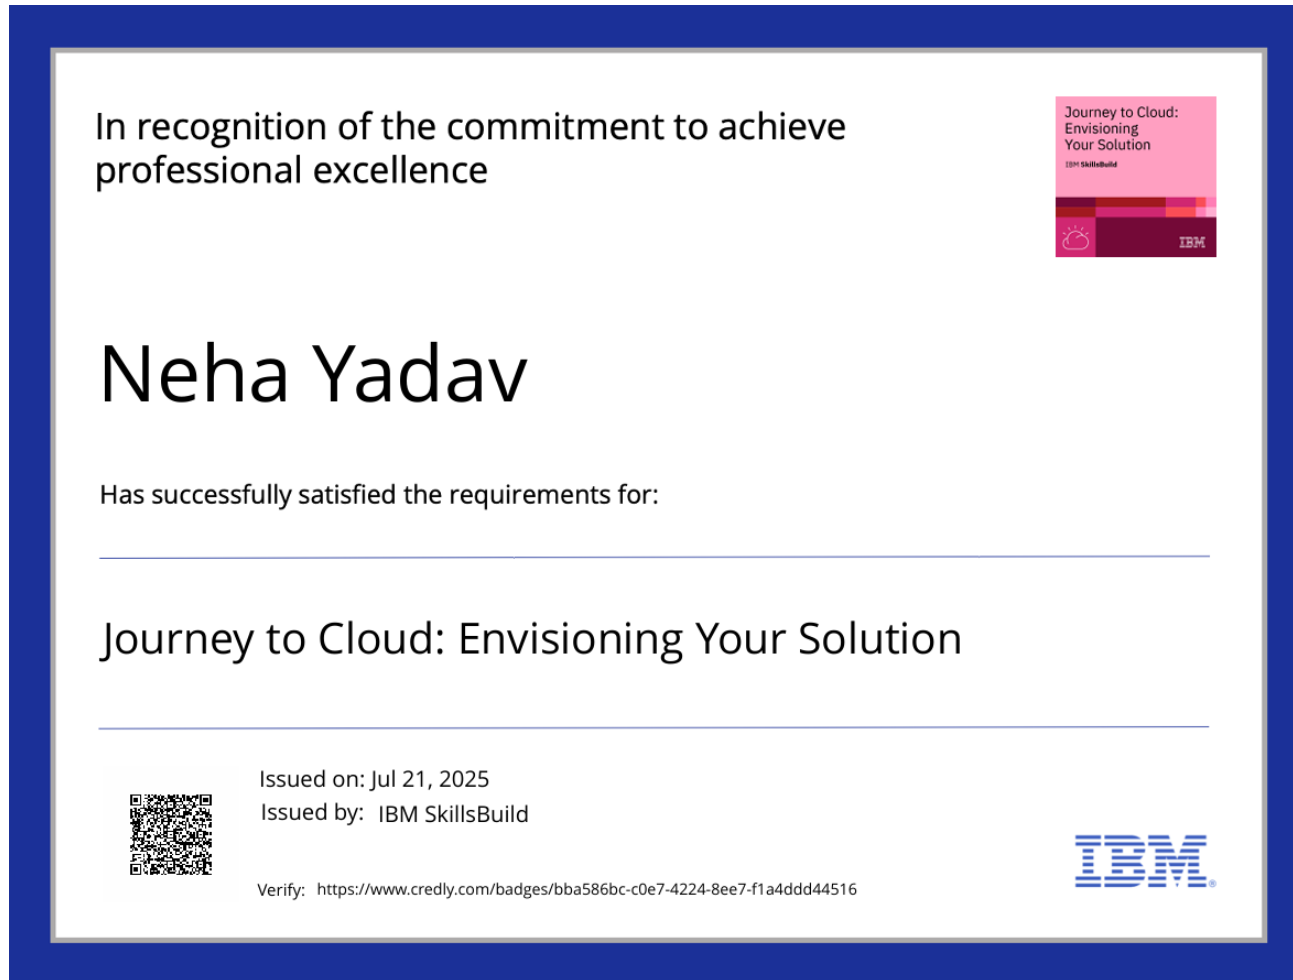 In recognition of the commitment to achieve
professional excellence
Journey to Cloud:
Envisioning
Your Solution
IBM SkillsBuild
IBM
Neha Yadav
Has successfully satisfied the requirements for:
Journey to Cloud: Envisioning Your Solution
Issued on: Jul 21, 2025
Issued by: IBM SkillsBuild
Verify: https://www.credly.com/badges/bba586bc-c0e7-4224-8ee7-f1a4ddd44516
IBM®